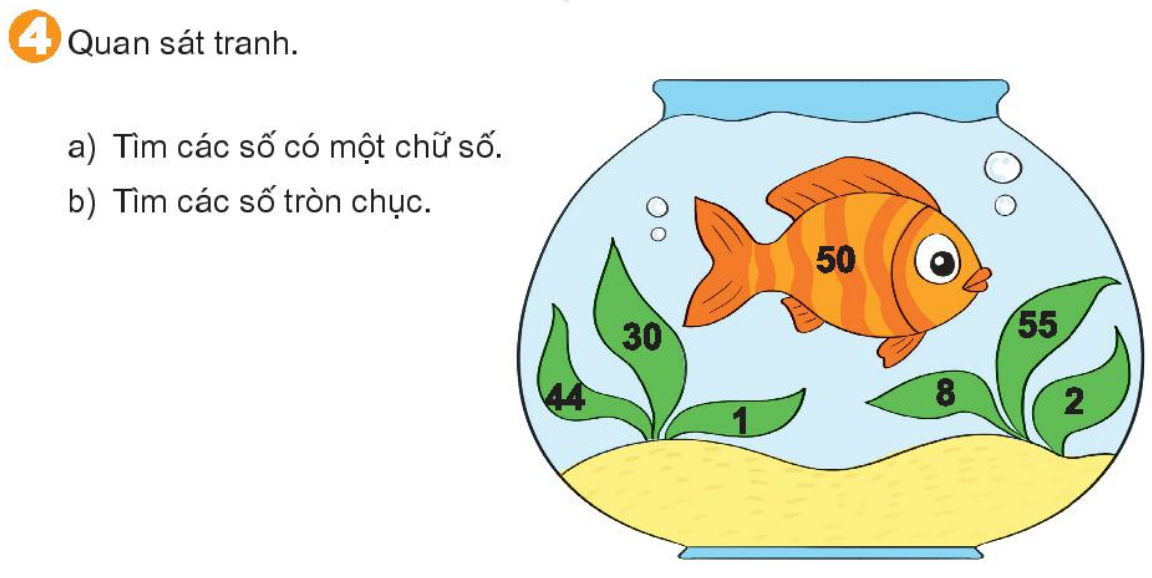 4 Quan sát tranh.
a) Tìm các số có một chữ số.
b) Tìm các số tròn chục.
50
30
55
44
1
8
2